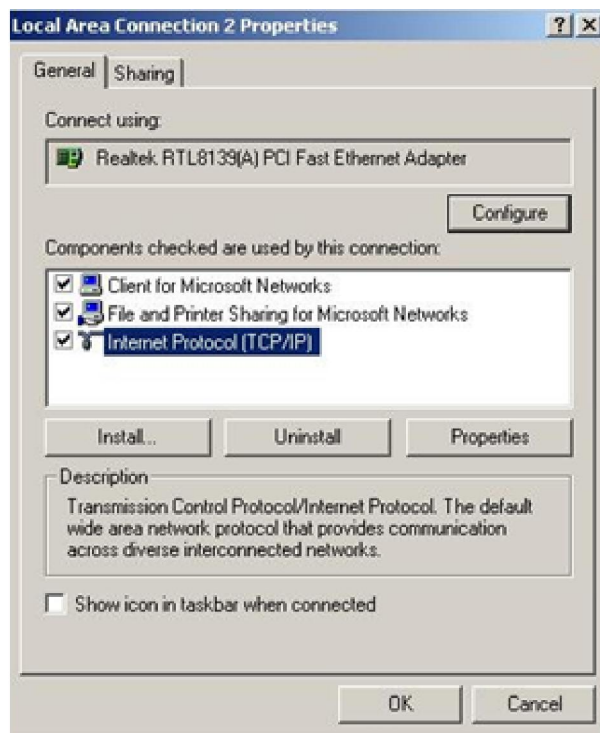 Local Area Connection 2 Properties
General
Sharing
Connect using:
Realtek RTL8139(A) PCI Fast Ethernet Adapter
Configure
Components checked are used by this connection:
Client for Microsoft Networks
File and Printer Sharing for Microsoft Networks
Internet Protocol (TCP/IP)
Install...
Uninstall
Properties
Description
Transmission Control Protocol/Internet Protocol. The default
wide area network protocol that provides communication
across diverse interconnected networks.
Show icon in taskbar when connected
OK
Cancel